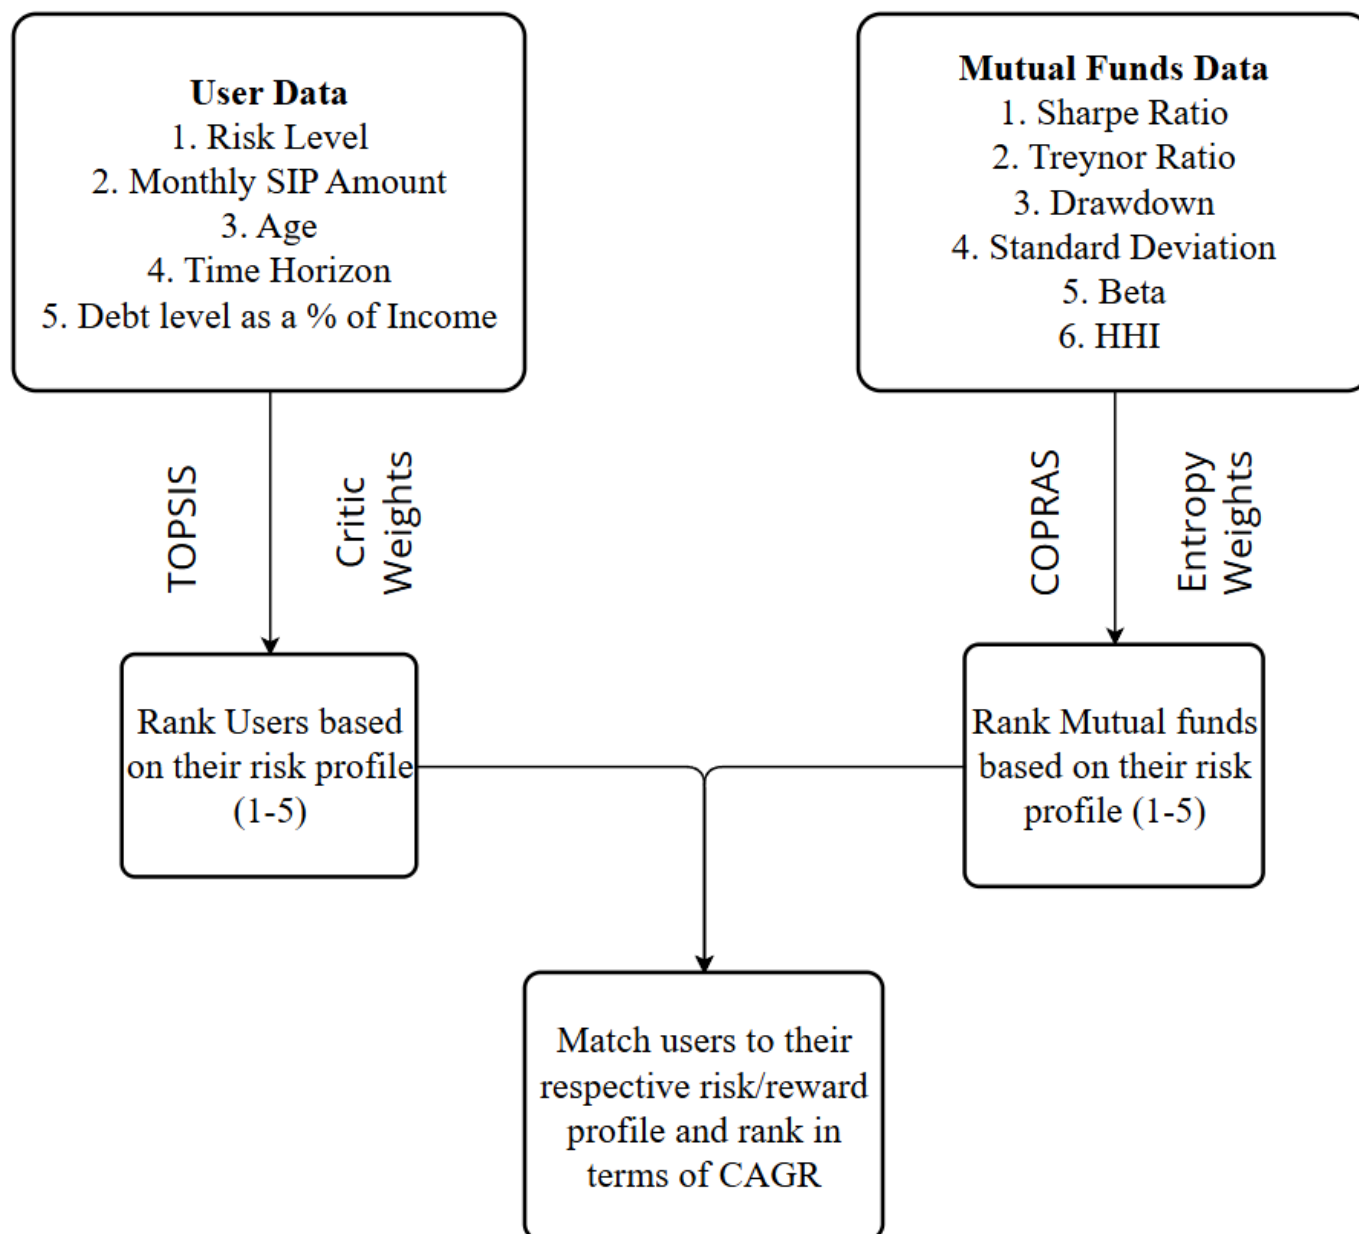 User Data
1. Risk Level
2. Monthly SIP Amount
3. Age
4. Time Horizon
5. Debt level as a % of Income
Mutual Funds Data
1. Sharpe Ratio
2. Treynor Ratio
3. Drawdown
4. Standard Deviation
5. Beta
6. HHI
TOPSIS
Critic
Weights
COPRAS
Entropy
Weights
Rank Users based
on their risk profile
(1-5)
Rank Mutual funds
based on their risk
profile (1-5)
Match users to their
respective risk/reward
profile and rank in
terms of CAGR